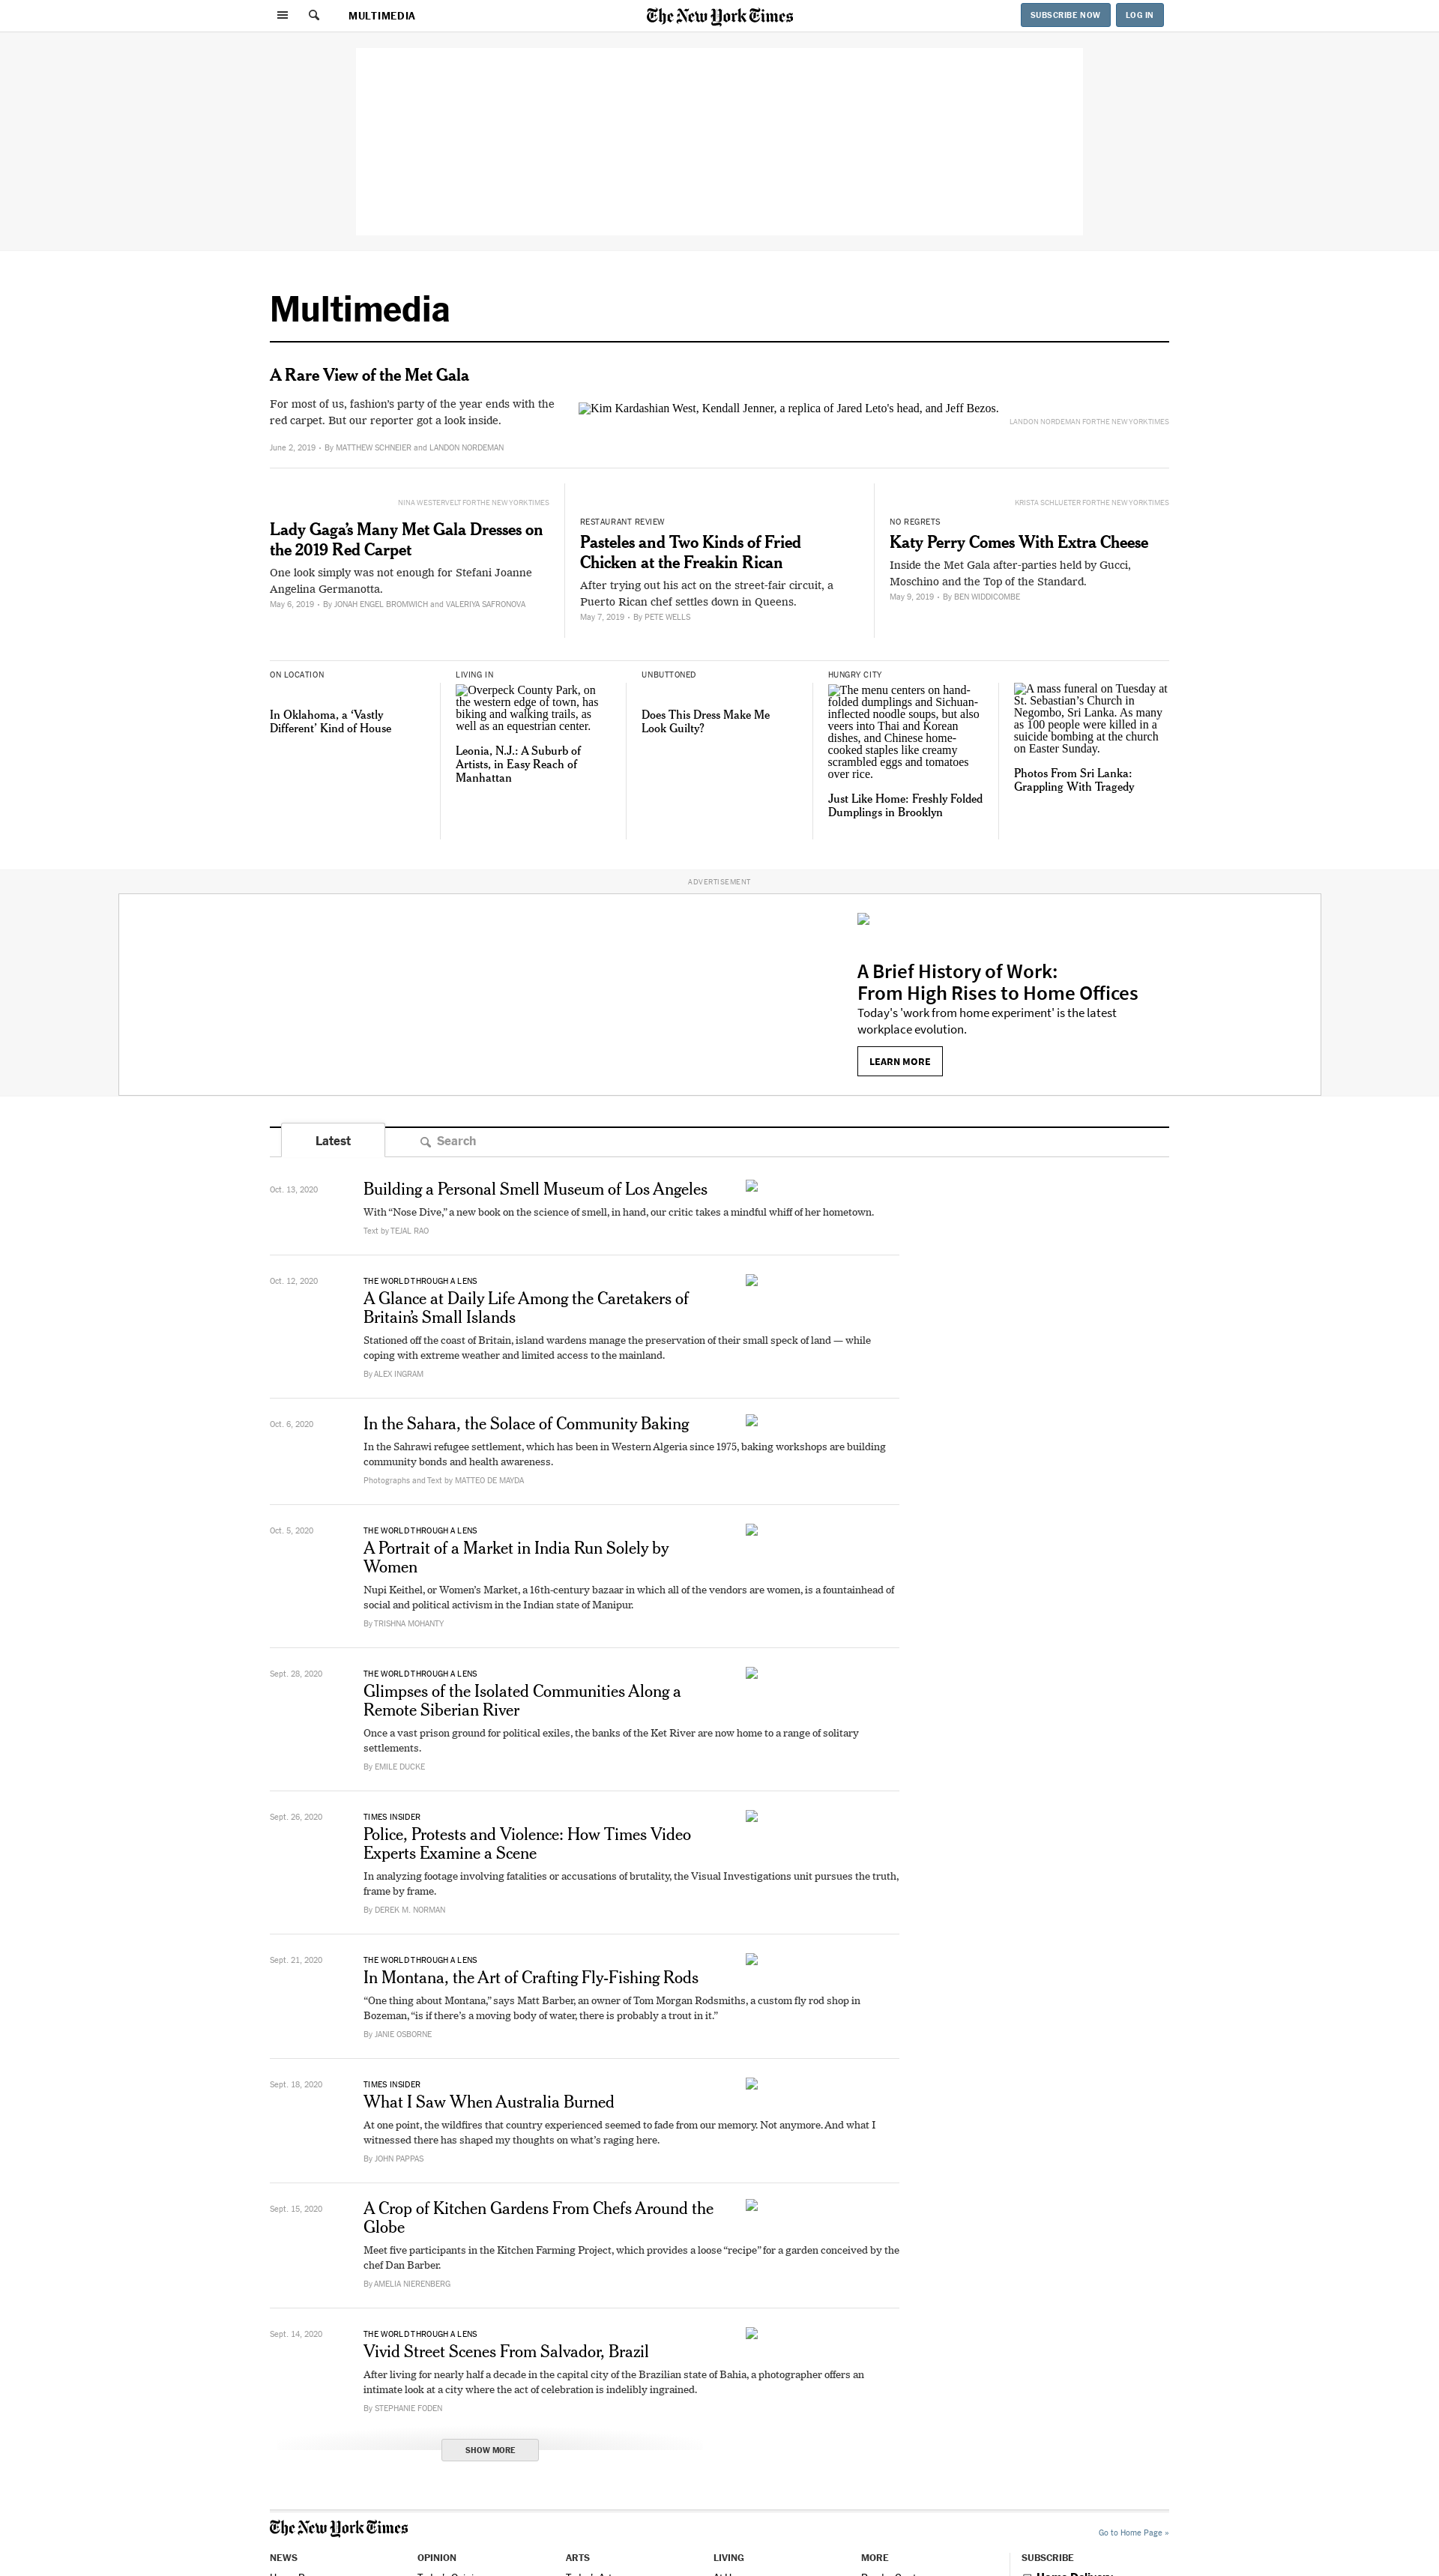 MULTIMEDIA
The New York Times
SUBSCRIBE NOW
LOG IN
Multimedia
A Rare View of the Met Gala
For most of us, fashion's party of the year ends with the
red carpet. But our reporter got a look inside.
June 2, 2019 • By MATTHEW SCHNEIER and LANDON NORDEMAN
Kim Kardashian West, Kendall Jenner, a replica of Jared Leto's head, and Jeff Bezos.
LANDON NORDEMAN FOR THE NEW YORK TIMES
NINA WESTERVELT FOR THE NEW YORK TIMES
Lady Gaga's Many Met Gala Dresses on
the 2019 Red Carpet
One look simply was not enough for Stefani Joanne
Angelina Germanotta.
May 6, 2019 • By JONAH ENGEL BROMWICH and VALERIYA SAFRONOVA
RESTAURANT REVIEW
Pasteles and Two Kinds of Fried
Chicken at the Freakin Rican
After trying out his act on the street-fair circuit, a
Puerto Rican chef settles down in Queens.
May 7, 2019 • By PETE WELLS
KRISTA SCHLUETER FOR THE NEW YORK TIMES
NO REGRETS
Katy Perry Comes With Extra Cheese
Inside the Met Gala after-parties held by Gucci,
Moschino and the Top of the Standard.
May 9, 2019 • By BEN WIDDICOMBE
ON LOCATION
In Oklahoma, a ‘Vastly
Different’ Kind of House
LIVING IN
Overpeck County Park, on
the western edge of town, has
biking and walking trails, as
well as an equestrian center.
Leonia, N.J.: A Suburb of
Artists, in Easy Reach of
Manhattan
UNBUTTONED
Does This Dress Make Me
Look Guilty?
HUNGRY CITY
The menu centers on hand-
folded dumplings and Sichuan-
inflected noodle soups, but also
veers into Thai and Korean
dishes, and Chinese home-
cooked staples like creamy
scrambled eggs and tomatoes
over rice.
Just Like Home: Freshly Folded
Dumplings in Brooklyn
A mass funeral on Tuesday at
St. Sebastian’s Church in
Negombo, Sri Lanka. As many
as 100 people were killed in a
suicide bombing at the church
on Easter Sunday.
Photos From Sri Lanka:
Grappling With Tragedy
ADVERTISEMENT
A Brief History of Work:
From High Rises to Home Offices
Today's 'work from home experiment' is the latest
workplace evolution.
LEARN MORE
Latest
Search
Oct. 13, 2020
Building a Personal Smell Museum of Los Angeles
With “Nose Dive,” a new book on the science of smell, in hand, our critic takes a mindful whiff of her hometown.
Text by TEJAL RAO
Oct. 12, 2020
THE WORLD THROUGH A LENS
A Glance at Daily Life Among the Caretakers of
Britain’s Small Islands
Stationed off the coast of Britain, island wardens manage the preservation of their small speck of land — while
coping with extreme weather and limited access to the mainland.
By ALEX INGRAM
Oct. 6, 2020
In the Sahara, the Solace of Community Baking
In the Sahrawi refugee settlement, which has been in Western Algeria since 1975, baking workshops are building
community bonds and health awareness.
Photographs and Text by MATTEO DE MAYDA
Oct. 5, 2020
THE WORLD THROUGH A LENS
A Portrait of a Market in India Run Solely by
Women
Nupi Keithel, or Women’s Market, a 16th-century bazaar in which all of the vendors are women, is a fountainhead of
social and political activism in the Indian state of Manipur.
By TRISHNA MOHANTY
Sept. 28, 2020
THE WORLD THROUGH A LENS
Glimpses of the Isolated Communities Along a
Remote Siberian River
Once a vast prison ground for political exiles, the banks of the Ket River are now home to a range of solitary
settlements.
By EMILE DUCKE
Sept. 26, 2020
TIMES INSIDER
Police, Protests and Violence: How Times Video
Experts Examine a Scene
In analyzing footage involving fatalities or accusations of brutality, the Visual Investigations unit pursues the truth,
frame by frame.
By DEREK M. NORMAN
Sept. 21, 2020
THE WORLD THROUGH A LENS
In Montana, the Art of Crafting Fly-Fishing Rods
“One thing about Montana,” says Matt Barber, an owner of Tom Morgan Rodsmiths, a custom fly rod shop in
Bozeman, “is if there’s a moving body of water, there is probably a trout in it.”
By JANIE OSBORNE
Sept. 18, 2020
TIMES INSIDER
What I Saw When Australia Burned
At one point, the wildfires that country experienced seemed to fade from our memory. Not anymore. And what I
witnessed there has shaped my thoughts on what’s raging here.
By JOHN PAPPAS
Sept. 15, 2020
A Crop of Kitchen Gardens From Chefs Around the
Globe
Meet five participants in the Kitchen Farming Project, which provides a loose “recipe” for a garden conceived by the
chef Dan Barber.
By AMELIA NIERENBERG
Sept. 14, 2020
THE WORLD THROUGH A LENS
Vivid Street Scenes From Salvador, Brazil
After living for nearly half a decade in the capital city of the Brazilian state of Bahia, a photographer offers an
intimate look at a city where the act of celebration is indelibly ingrained.
By STEPHANIE FODEN
SHOW MORE
The New York Times
Go to Home Page »
NEWS
OPINION
ARTS
LIVING
MORE
SUBSCRIBE